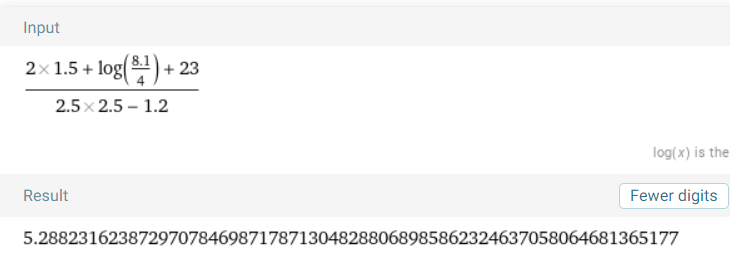 Input
2×1.5 + log(8.1/4) + 23
2.5×2.5 – 1.2
log(x) is the
Result
Fewer digits
5.2882316238729707846987178713048288068985862324637058064681365177